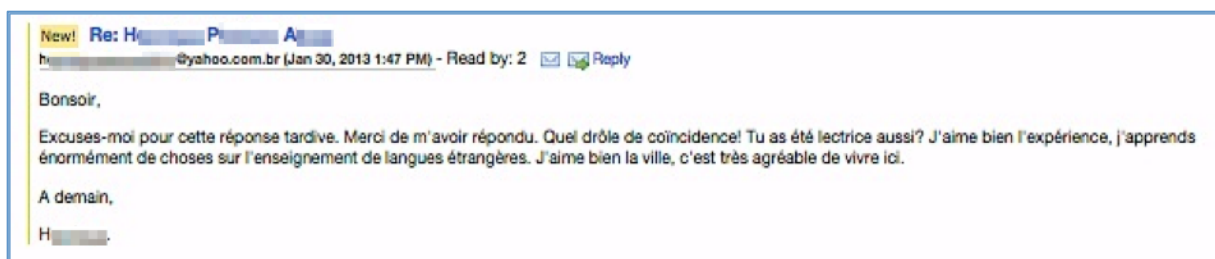 New! Re: H P A
h @yahoo.com.br (Jan 30, 2013 1:47 PM) - Read by: 2 Reply
Bonsoir,
Excuses-moi pour cette réponse tardive. Merci de m'avoir répondu. Quel drôle de coïncidence! Tu as été lectrice aussi? J'aime bien l'expérience, j'apprends
énormément de choses sur l'enseignement de langues étrangères. J'aime bien la ville, c'est très agréable de vivre ici.
A demain,
H .